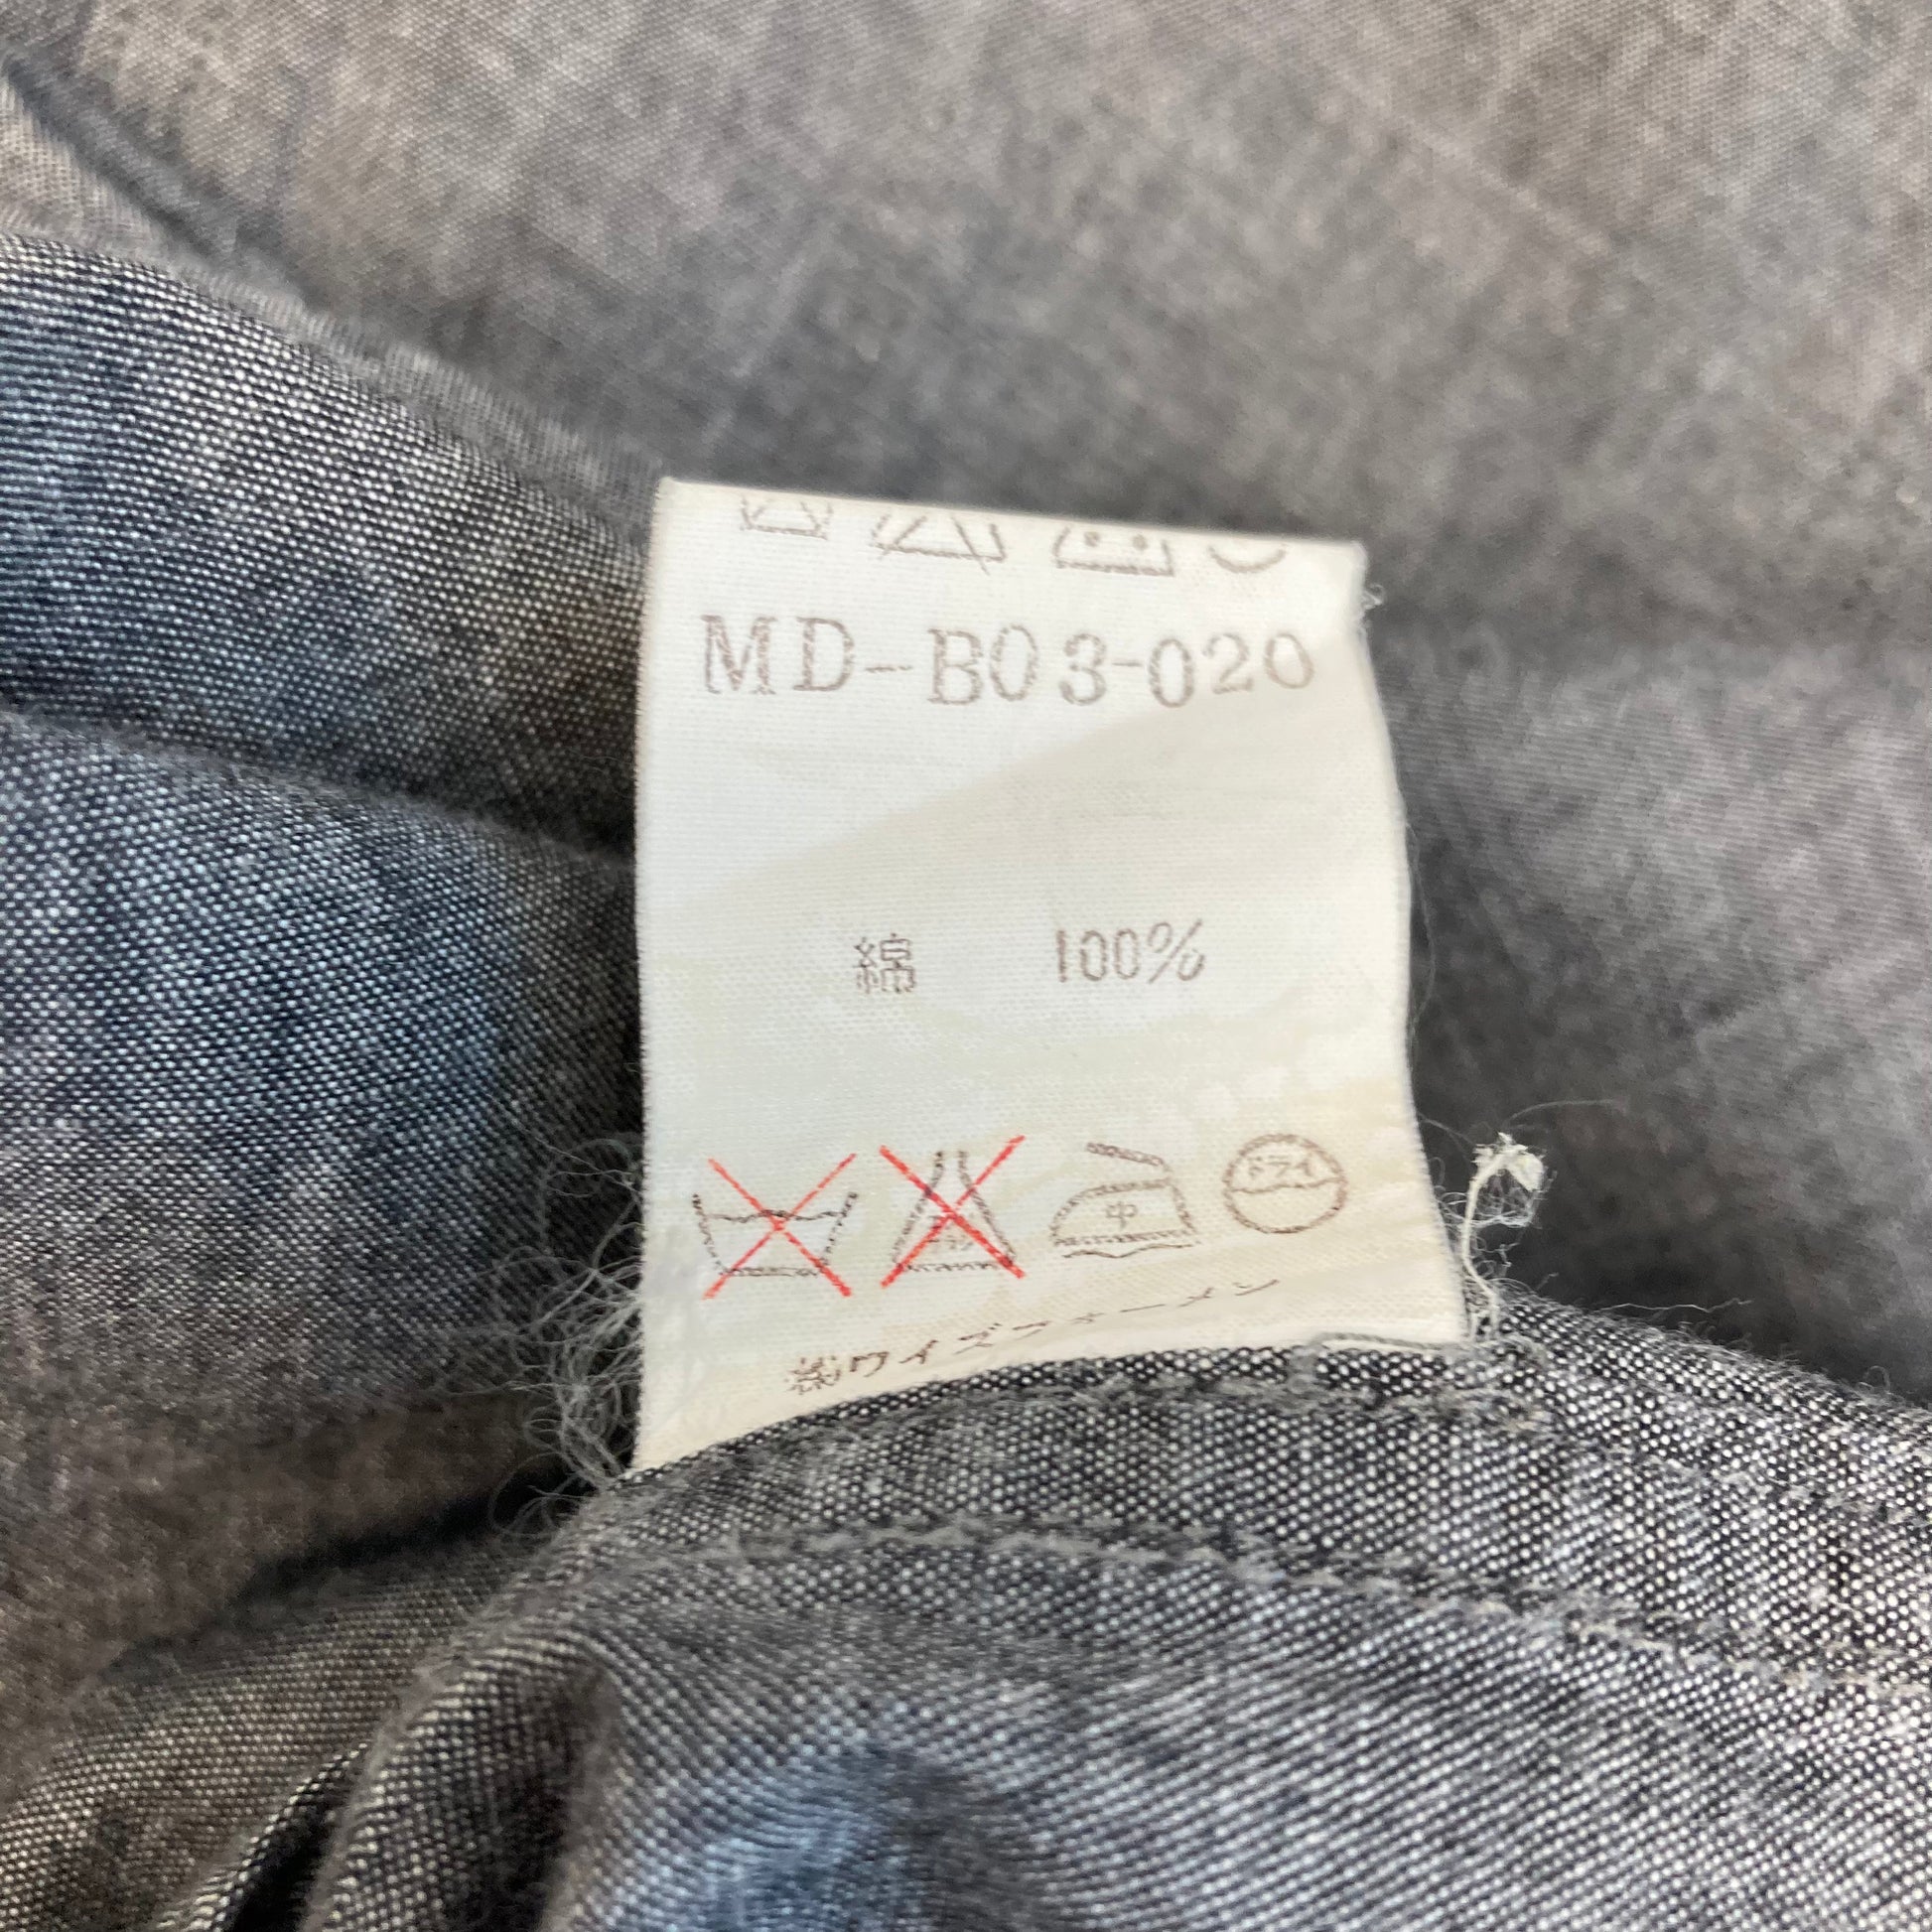 MD-B03-020
綿 100%
中 ドライ
㈱ワイズフォーメン